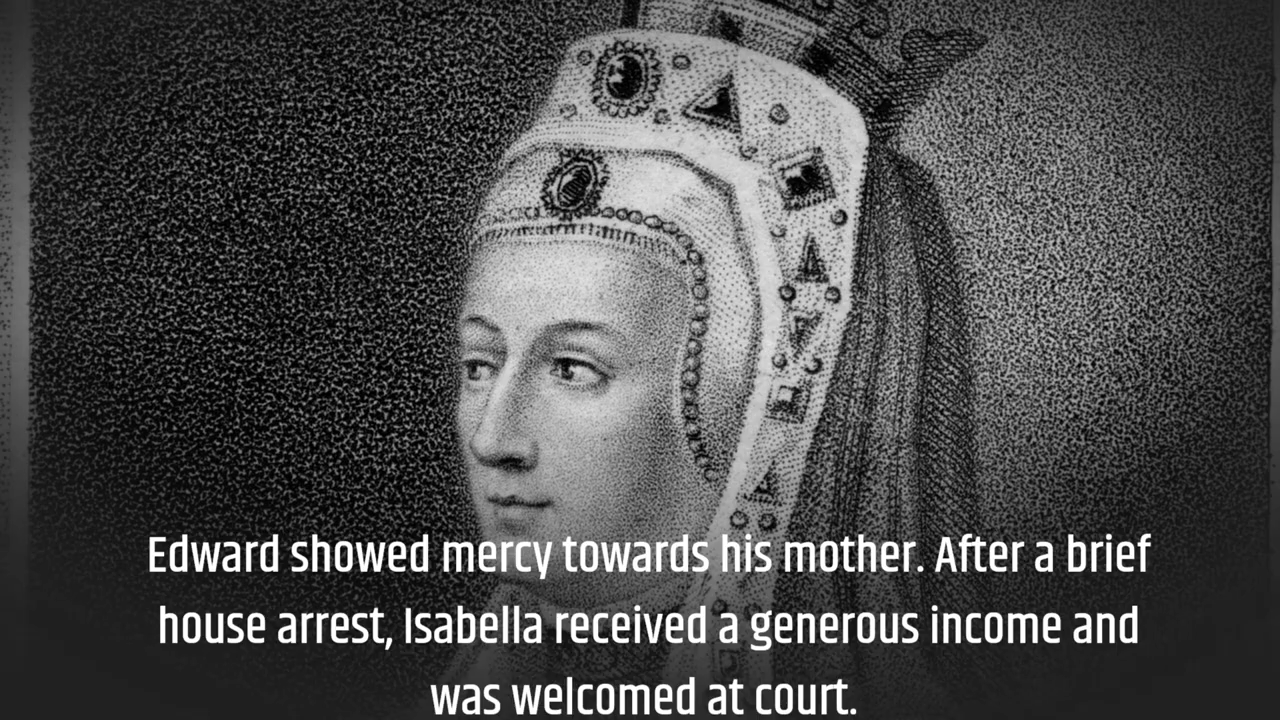 Edward showed mercy towards his mother. After a brief
house arrest, Isabella received a generous income and
was welcomed at court.